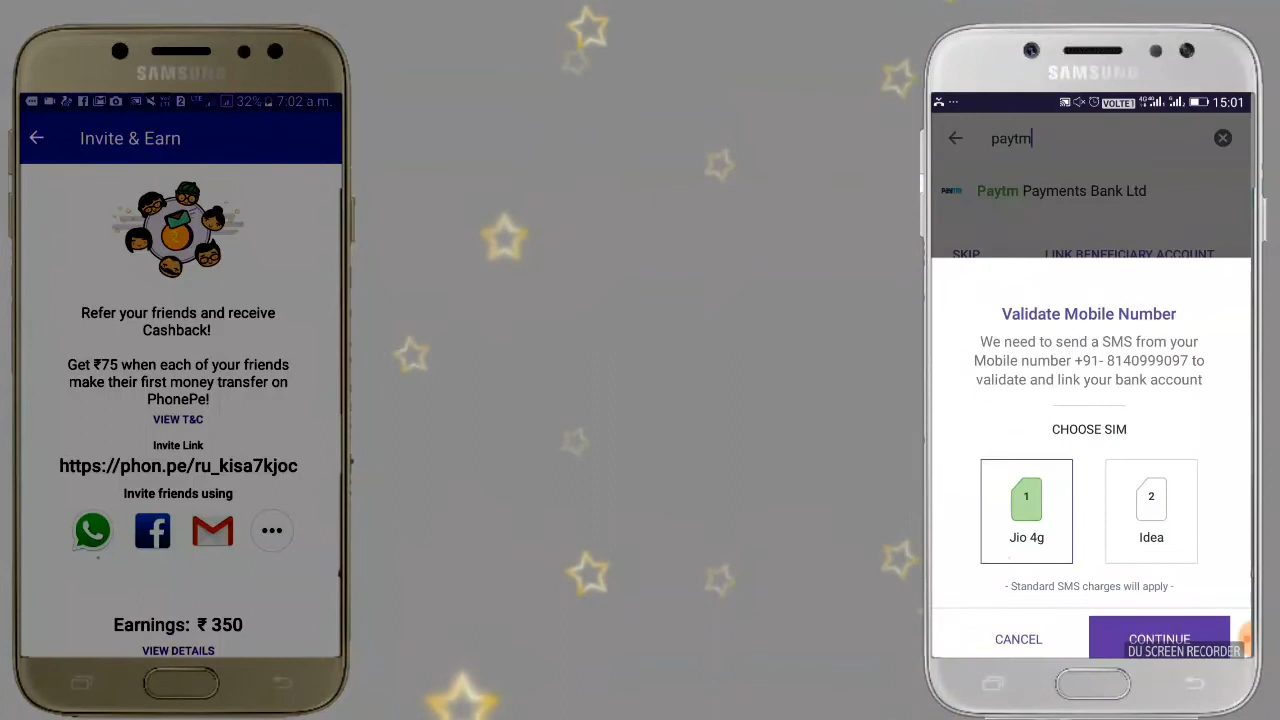 SAMSUNG
LTE 32% 7:02 a.m.
Invite & Earn
Refer your friends and receive
Cashback!
Get ₹75 when each of your friends
make their first money transfer on
PhonePe!
VIEW T&C
Invite Link
https://phon.pe/ru_kisa7kjoc
Invite friends using
Earnings: ₹ 350
VIEW DETAILS
SAMSUNG
VOLTE1 15:01
paytm
Paytm Payments Bank Ltd
SKIP LINK BENEFICIARY ACCOUNT
Validate Mobile Number
We need to send a SMS from your
Mobile number +91- 8140999097 to
validate and link your bank account
CHOOSE SIM
1 2
Jio 4g Idea
- Standard SMS charges will apply -
CANCEL CONTINUE
DU SCREEN RECORDER